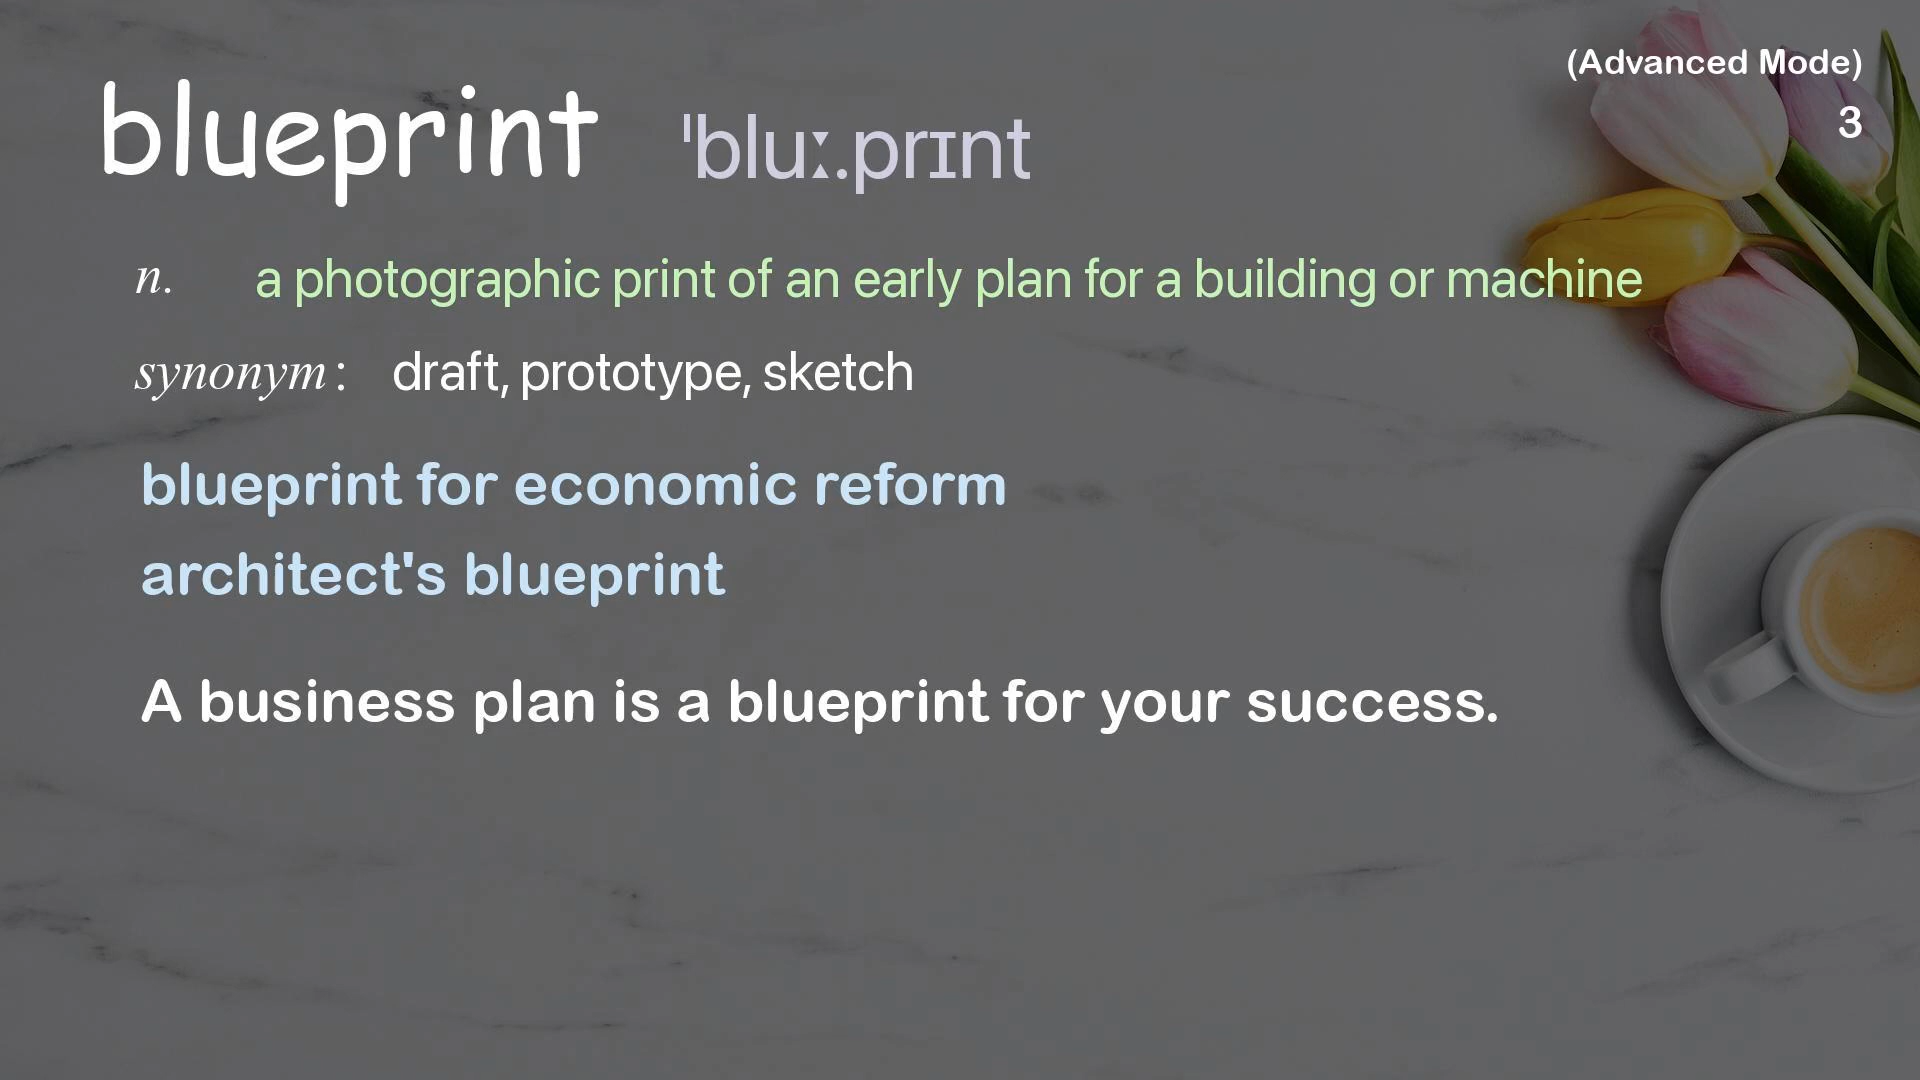 (Advanced Mode)
3
blueprint ˈbluː.prɪnt
n. a photographic print of an early plan for a building or machine
synonym : draft, prototype, sketch
blueprint for economic reform
architect's blueprint
A business plan is a blueprint for your success.